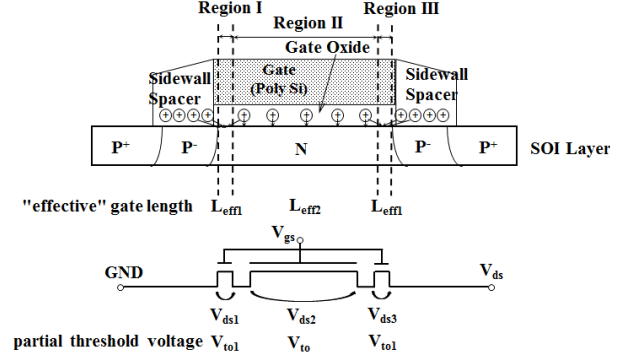 Region I
Region II
Region III
Gate Oxide
Gate
(Poly Si)
Sidewall
Spacer
Sidewall
Spacer
+ + + + + + + + + + + + +
P+ P- N P- P+ SOI Layer
"effective" gate length Leff1 Leff2 Leff1
Vgs
GND
Vds
Vds1 Vds2 Vds3
partial threshold voltage Vto1 Vto Vto1